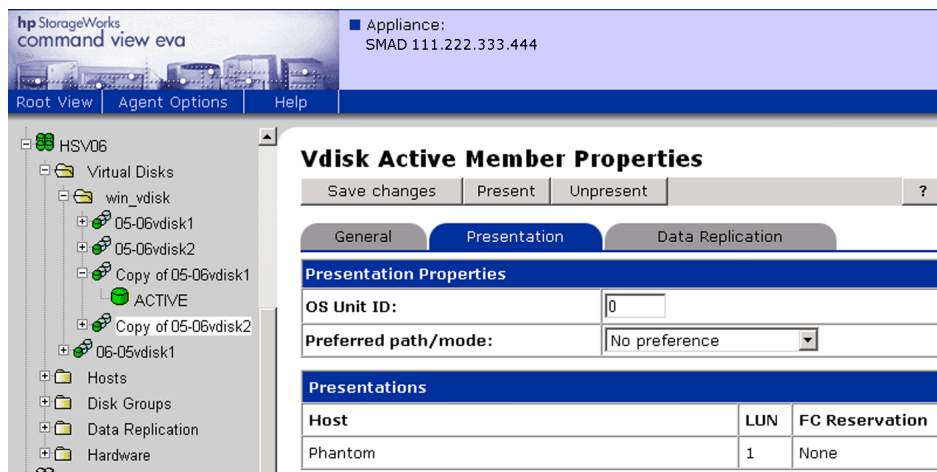 hp StorageWorks
command view eva
Appliance:
SMAD 111.222.333.444
Root View Agent Options Help
HSV06
Virtual Disks
win_vdisk
05-06vdisk1
05-06vdisk2
Copy of 05-06vdisk1
ACTIVE
Copy of 05-06vdisk2
06-05vdisk1
Hosts
Disk Groups
Data Replication
Hardware
Vdisk Active Member Properties
Save changes Present Unpresent ?
General Presentation Data Replication
Presentation Properties
OS Unit ID: 0
Preferred path/mode: No preference
Presentations
Host LUN FC Reservation
Phantom 1 None